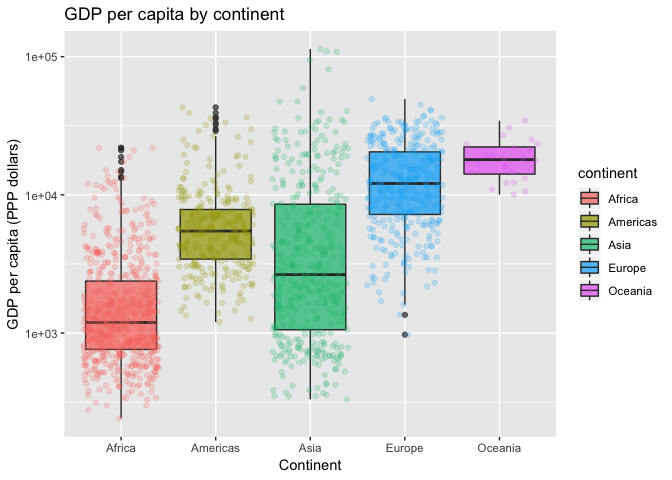 GDP per capita by continent
GDP per capita (PPP dollars)
1e+05
1e+04
1e+03
Africa
Americas
Asia
Europe
Oceania
Continent
continent
Africa
Americas
Asia
Europe
Oceania